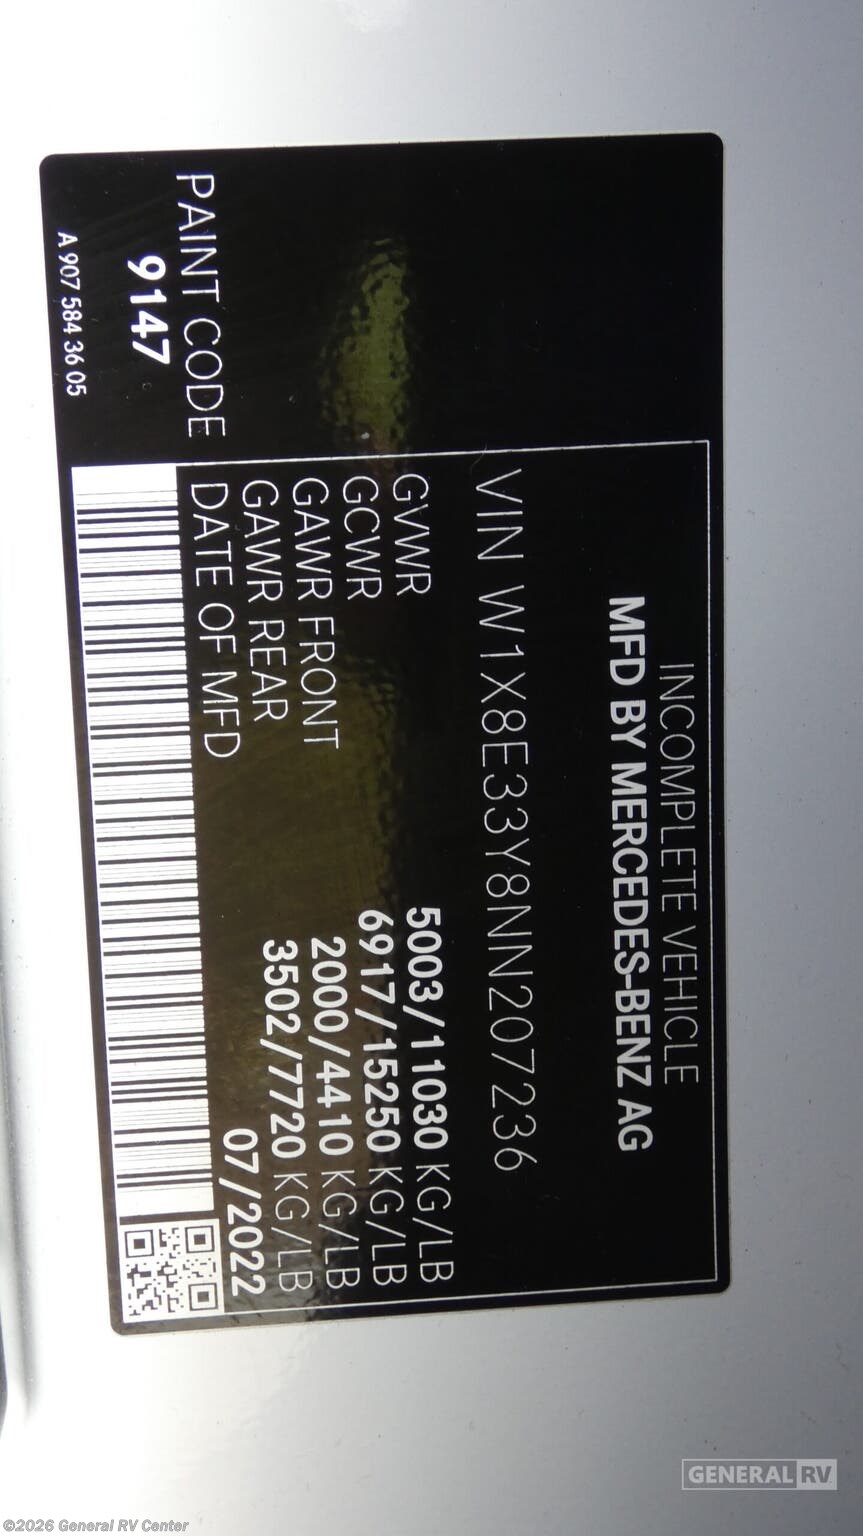 INCOMPLETE VEHICLE
MFD BY MERCEDES-BENZ AG
VIN W1X8E33Y8NN207236
GVWR 5003/11030 KG/LB
GCWR 6917/15250 KG/LB
GAWR FRONT 2000/4410 KG/LB
GAWR REAR 3502/7720 KG/LB
DATE OF MFD 07/2022
PAINT CODE
9147
A 907 584 36 05
GENERAL RV
©2026 General RV Center